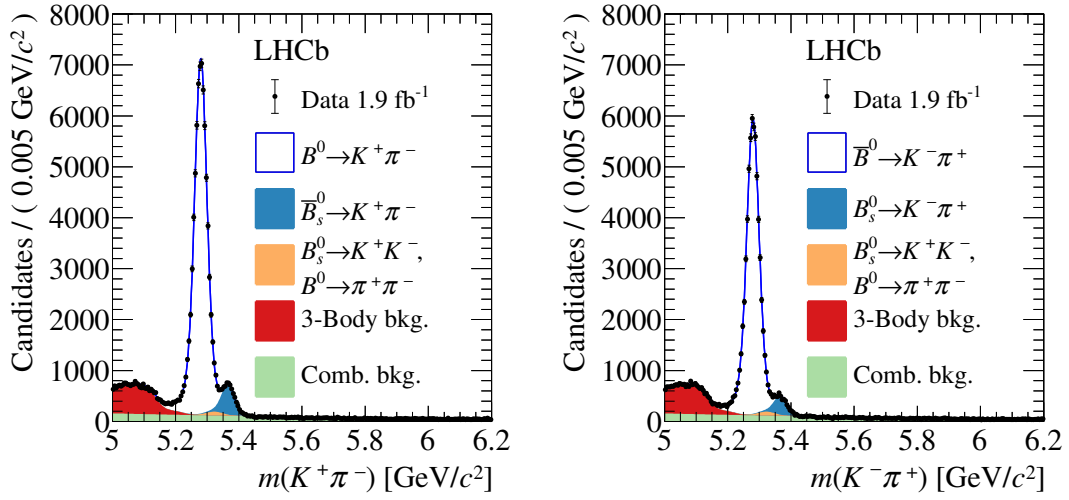 Candidates / ( 0.005 GeV/c²)
8000
7000
6000
5000
4000
3000
2000
1000
0
LHCb
Data 1.9 fb⁻¹
B⁰→K⁺π⁻
B̅⁰ₛ→K⁺π⁻
B⁰ₛ→K⁺K⁻,
B⁰→π⁺π⁻
3-Body bkg.
Comb. bkg.
5 5.2 5.4 5.6 5.8 6 6.2
m(K⁺π⁻) [GeV/c²]
Candidates / ( 0.005 GeV/c²)
8000
7000
6000
5000
4000
3000
2000
1000
0
LHCb
Data 1.9 fb⁻¹
B̅⁰→K⁻π⁺
B⁰ₛ→K⁻π⁺
B⁰ₛ→K⁺K⁻,
B⁰→π⁺π⁻
3-Body bkg.
Comb. bkg.
5 5.2 5.4 5.6 5.8 6 6.2
m(K⁻π⁺) [GeV/c²]